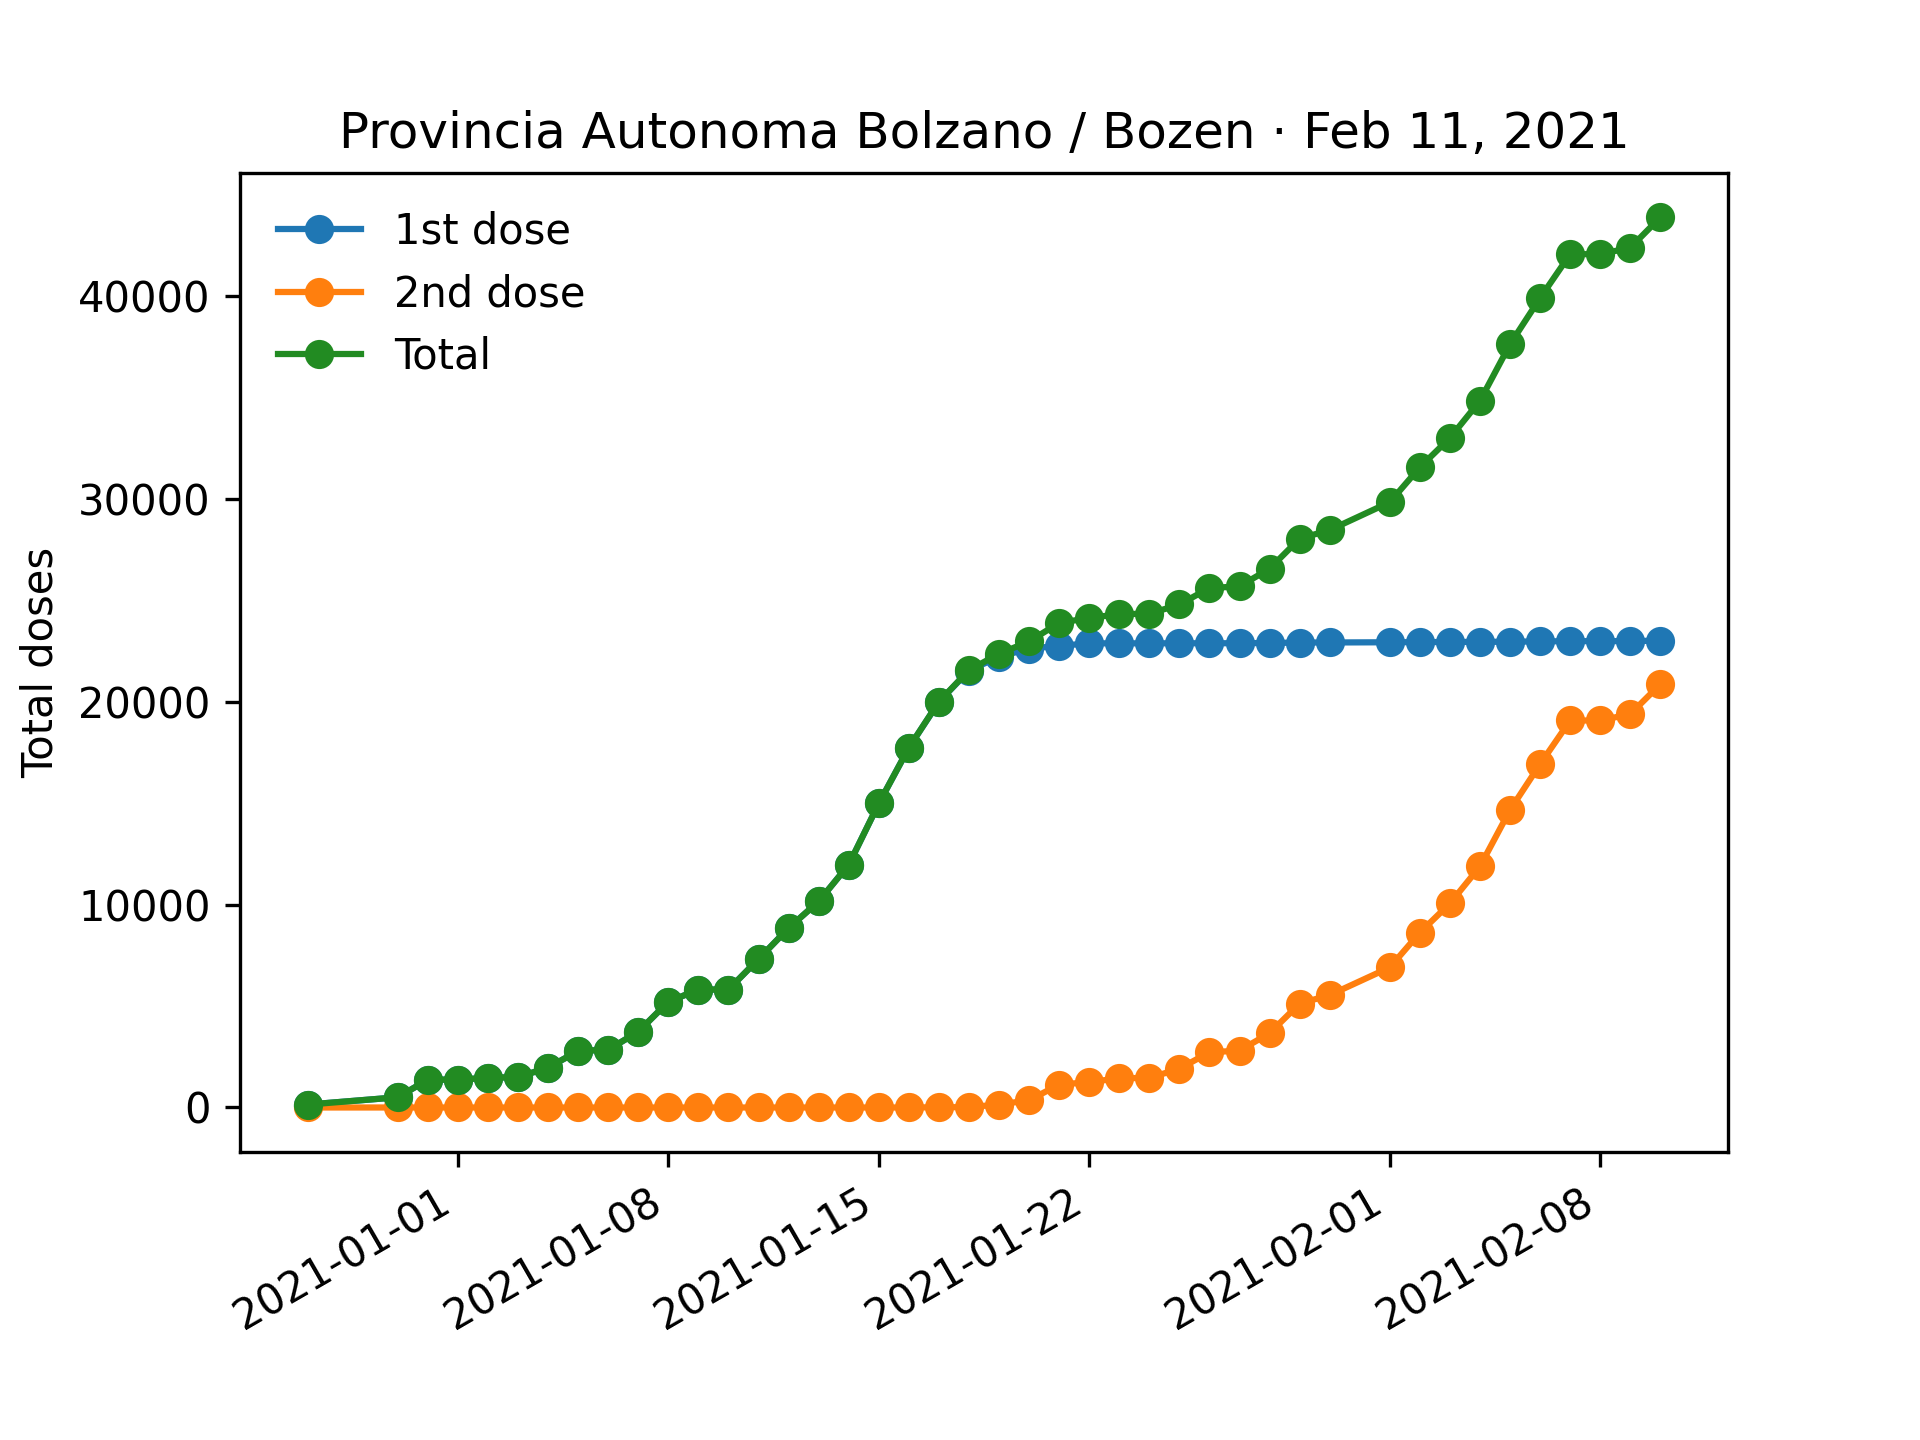 Provincia Autonoma Bolzano / Bozen · Feb 11, 2021
1st dose
2nd dose
Total
Total doses
40000
30000
20000
10000
0
2021-01-01
2021-01-08
2021-01-15
2021-01-22
2021-02-01
2021-02-08